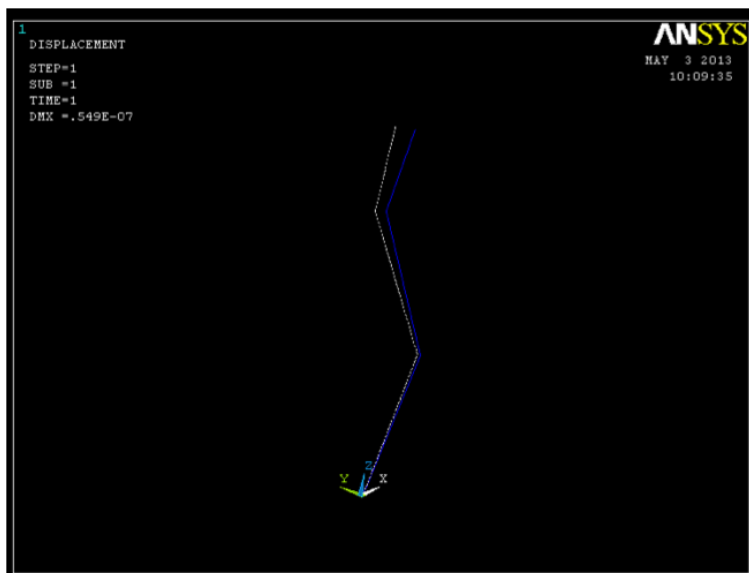 1
DISPLACEMENT
STEP=1
SUB =1
TIME=1
DMX =.549E-07
ANSYS
MAY 3 2013
10:09:35
Z
Y X